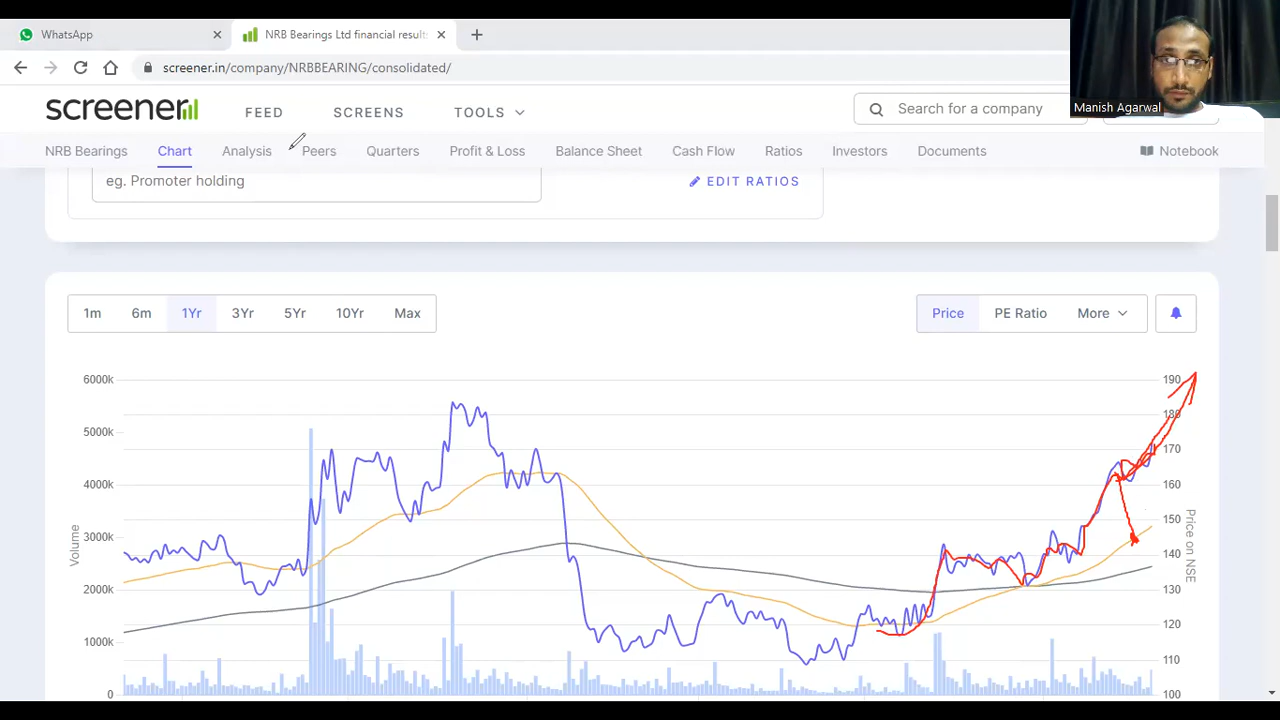 WhatsApp
NRB Bearings Ltd financial results
screener.in/company/NRBBEARING/consolidated/
Manish Agarwal
screener
FEED SCREENS TOOLS
Search for a company
NRB Bearings Chart Analysis Peers Quarters Profit & Loss Balance Sheet Cash Flow Ratios Investors Documents Notebook
eg. Promoter holding
EDIT RATIOS
1m 6m 1Yr 3Yr 5Yr 10Yr Max
Price PE Ratio More
6000k 190
180
5000k
170
4000k 160
150
3000k
140
2000k 130
120
1000k
110
0 100
Volume
Price on NSE